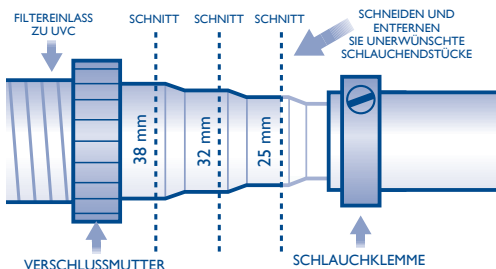 FILTEREINLASS
ZU UVC
SCHNITT
SCHNITT
SCHNITT
SCHNEIDEN UND
ENTFERNEN
SIE UNERWÜNSCHTE
SCHLAUCHENDSTÜCKE
38 mm
32 mm
25 mm
VERSCHLUSSMUTTER
SCHLAUCHKLEMME